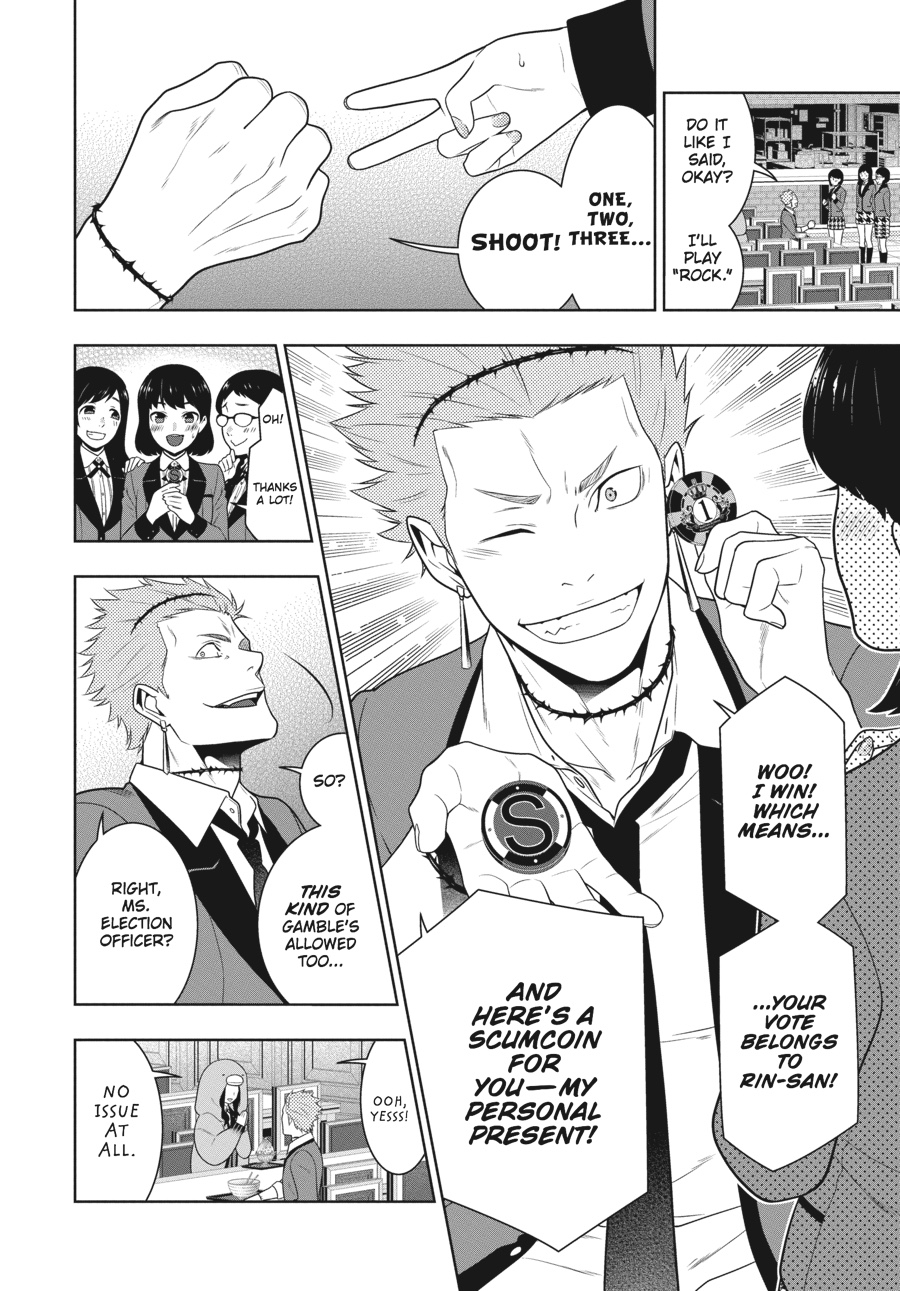 DO IT
LIKE I
SAID,
OKAY?
I'LL
PLAY
"ROCK."
ONE,
TWO,
THREE...
SHOOT!
1
WOO!
I WIN!
WHICH
MEANS...
...YOUR
VOTE
BELONGS
TO
RIN-SAN!
S
AND
HERE'S A
SCUMCOIN
FOR
YOU—MY
PERSONAL
PRESENT!
OH!
THANKS
A LOT!
S
SO?
THIS
KIND OF
GAMBLE'S
ALLOWED
TOO...
RIGHT,
MS.
ELECTION
OFFICER?
OOH,
YESSS!
NO
ISSUE
AT
ALL.